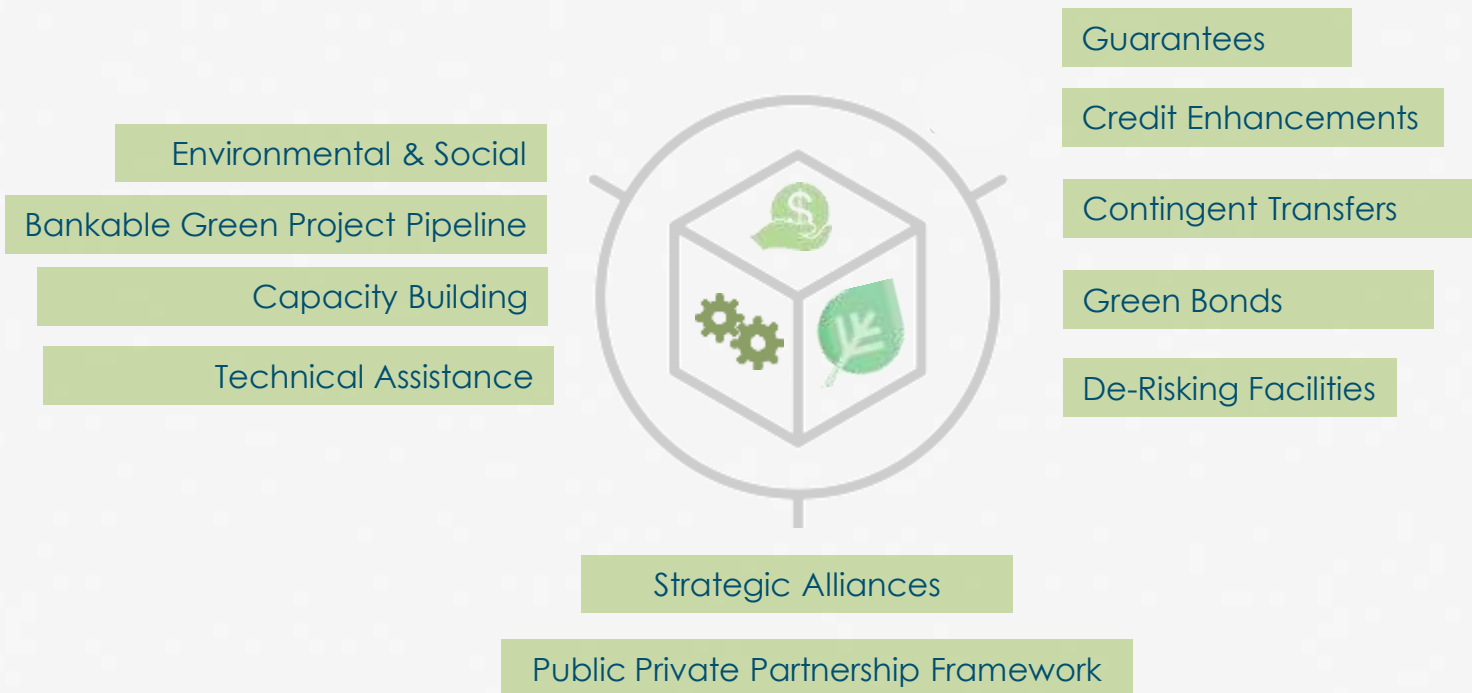 Environmental & Social
Bankable Green Project Pipeline
Capacity Building
Technical Assistance
Guarantees
Credit Enhancements
Contingent Transfers
Green Bonds
De-Risking Facilities
$
Strategic Alliances
Public Private Partnership Framework